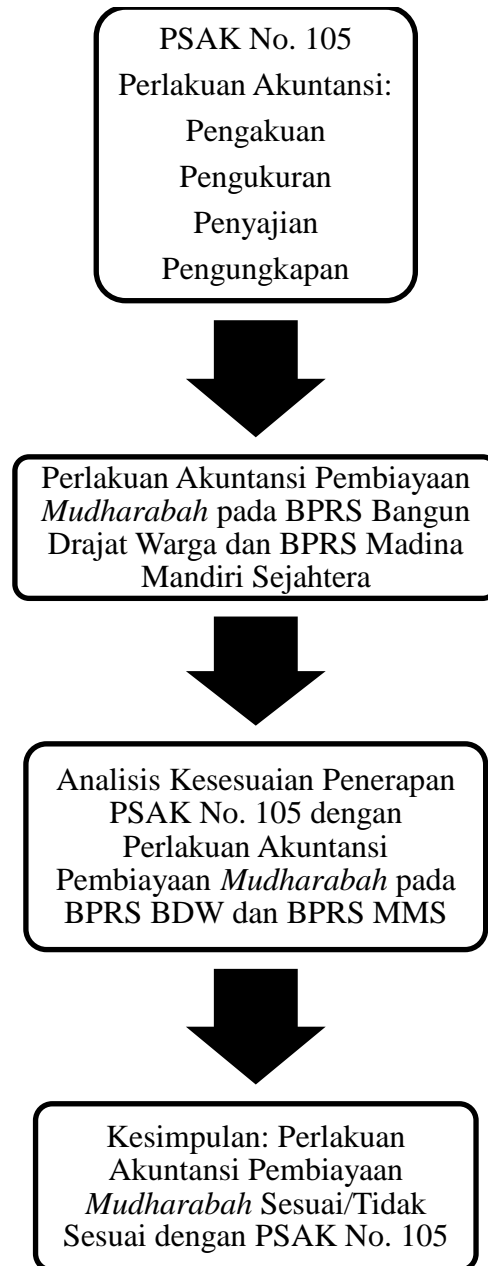 PSAK No. 105
Perlakuan Akuntansi:
Pengakuan
Pengukuran
Penyajian
Pengungkapan
Perlakuan Akuntansi Pembiayaan
Mudharabah pada BPRS Bangun
Drajat Warga dan BPRS Madina
Mandiri Sejahtera
Analisis Kesesuaian Penerapan
PSAK No. 105 dengan
Perlakuan Akuntansi
Pembiayaan Mudharabah pada
BPRS BDW dan BPRS MMS
Kesimpulan: Perlakuan
Akuntansi Pembiayaan
Mudharabah Sesuai/Tidak
Sesuai dengan PSAK No. 105